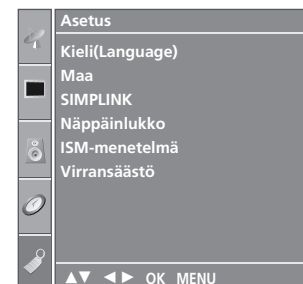 Asetus
Kieli(Language)
Maa
SIMPLINK
Näppäinlukko
ISM-menetelmä
Virransäästö
▲▼ ◄► OK MENU